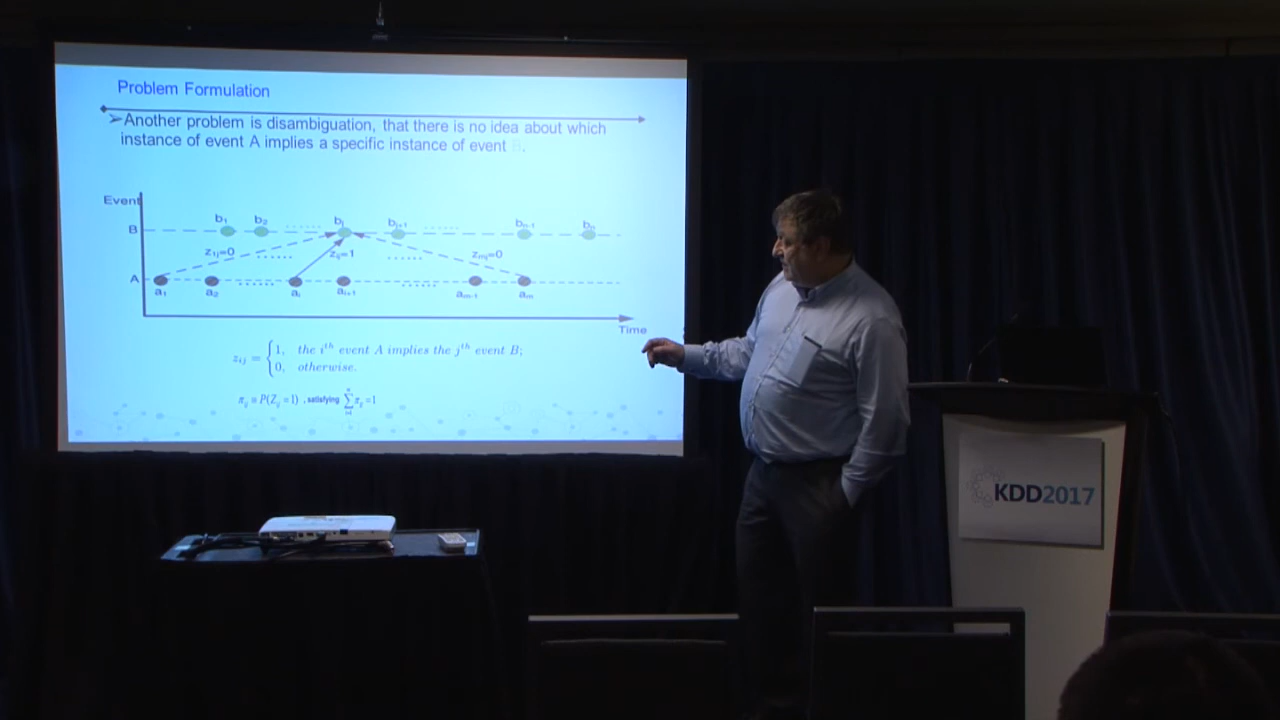 Problem Formulation
➢Another problem is disambiguation, that there is no idea about which
instance of event A implies a specific instance of event B.
Event
B b₁ b₂ ...... bⱼ bⱼ₊₁ ...... bₙ₋₁ bₙ
z₁ⱼ=0 ...... zᵢⱼ=1 ...... zₘⱼ=0
A
a₁ a₂ ...... aᵢ aᵢ₊₁ ...... aₘ₋₁ aₘ
Time
zᵢⱼ = { 1, the iᵗʰ event A implies the jᵗʰ event B;
0, otherwise.
πᵢⱼ ≡ P(Zᵢⱼ = 1) , satisfying ∑ πᵢⱼ = 1
KDD2017